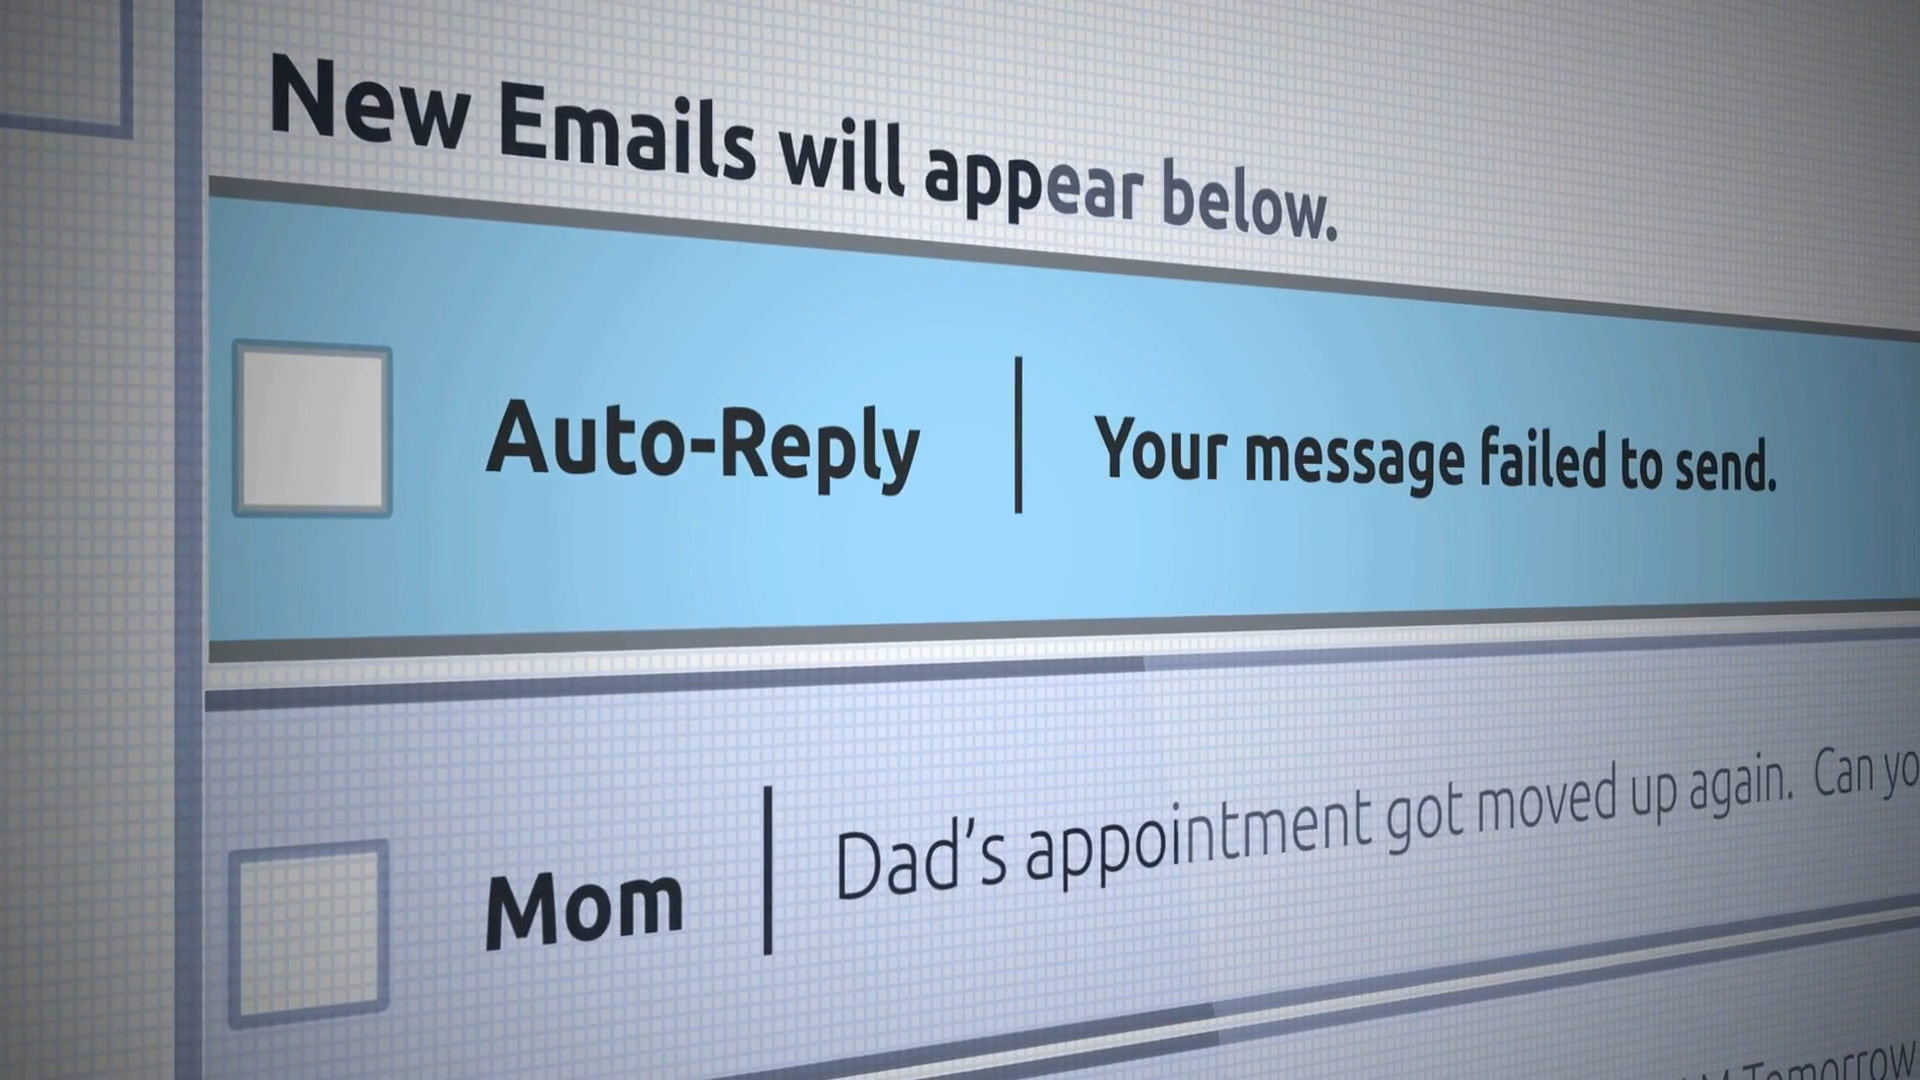 New Emails will appear below.
Auto-Reply | Your message failed to send.
Mom | Dad’s appointment got moved up again. Can yo
Tomorrow